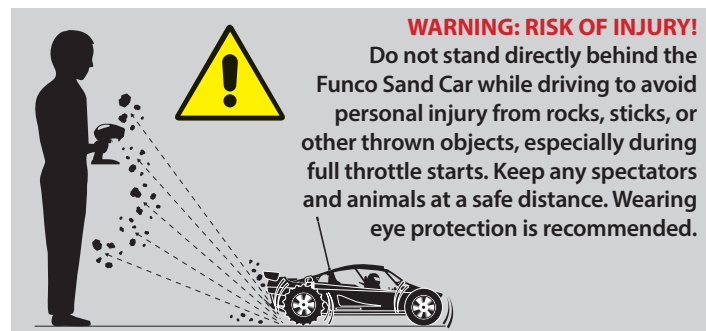 WARNING: RISK OF INJURY!
Do not stand directly behind the
Funco Sand Car while driving to avoid
personal injury from rocks, sticks, or
other thrown objects, especially during
full throttle starts. Keep any spectators
and animals at a safe distance. Wearing
eye protection is recommended.